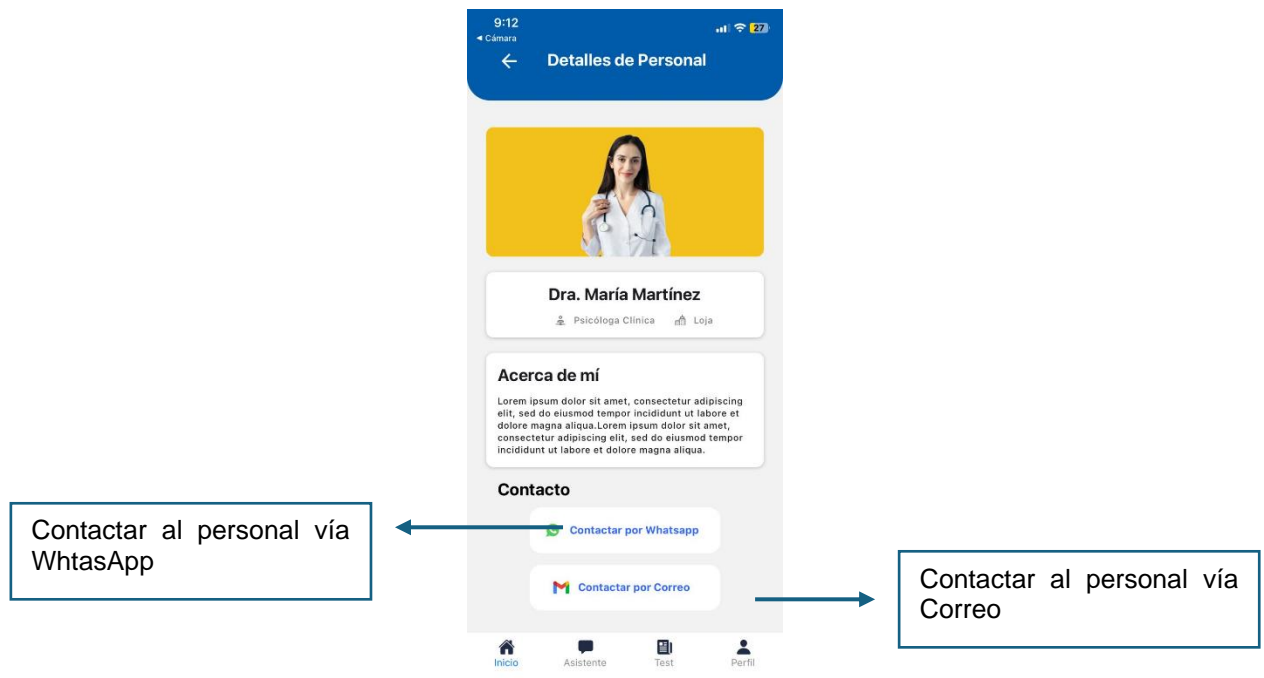 9:12
27
◄ Cámara
Detalles de Personal
Dra. María Martínez
Psicóloga Clínica
Loja
Acerca de mí
Lorem ipsum dolor sit amet, consectetur adipiscing
elit, sed do eiusmod tempor incididunt ut labore et
dolore magna aliqua.Lorem ipsum dolor sit amet,
consectetur adipiscing elit, sed do eiusmod tempor
incididunt ut labore et dolore magna aliqua.
Contacto
Contactar al personal vía
WhtasApp
Contactar por Whatsapp
Contactar por Correo
Contactar al personal vía
Correo
Inicio
Asistente
Test
Perfil